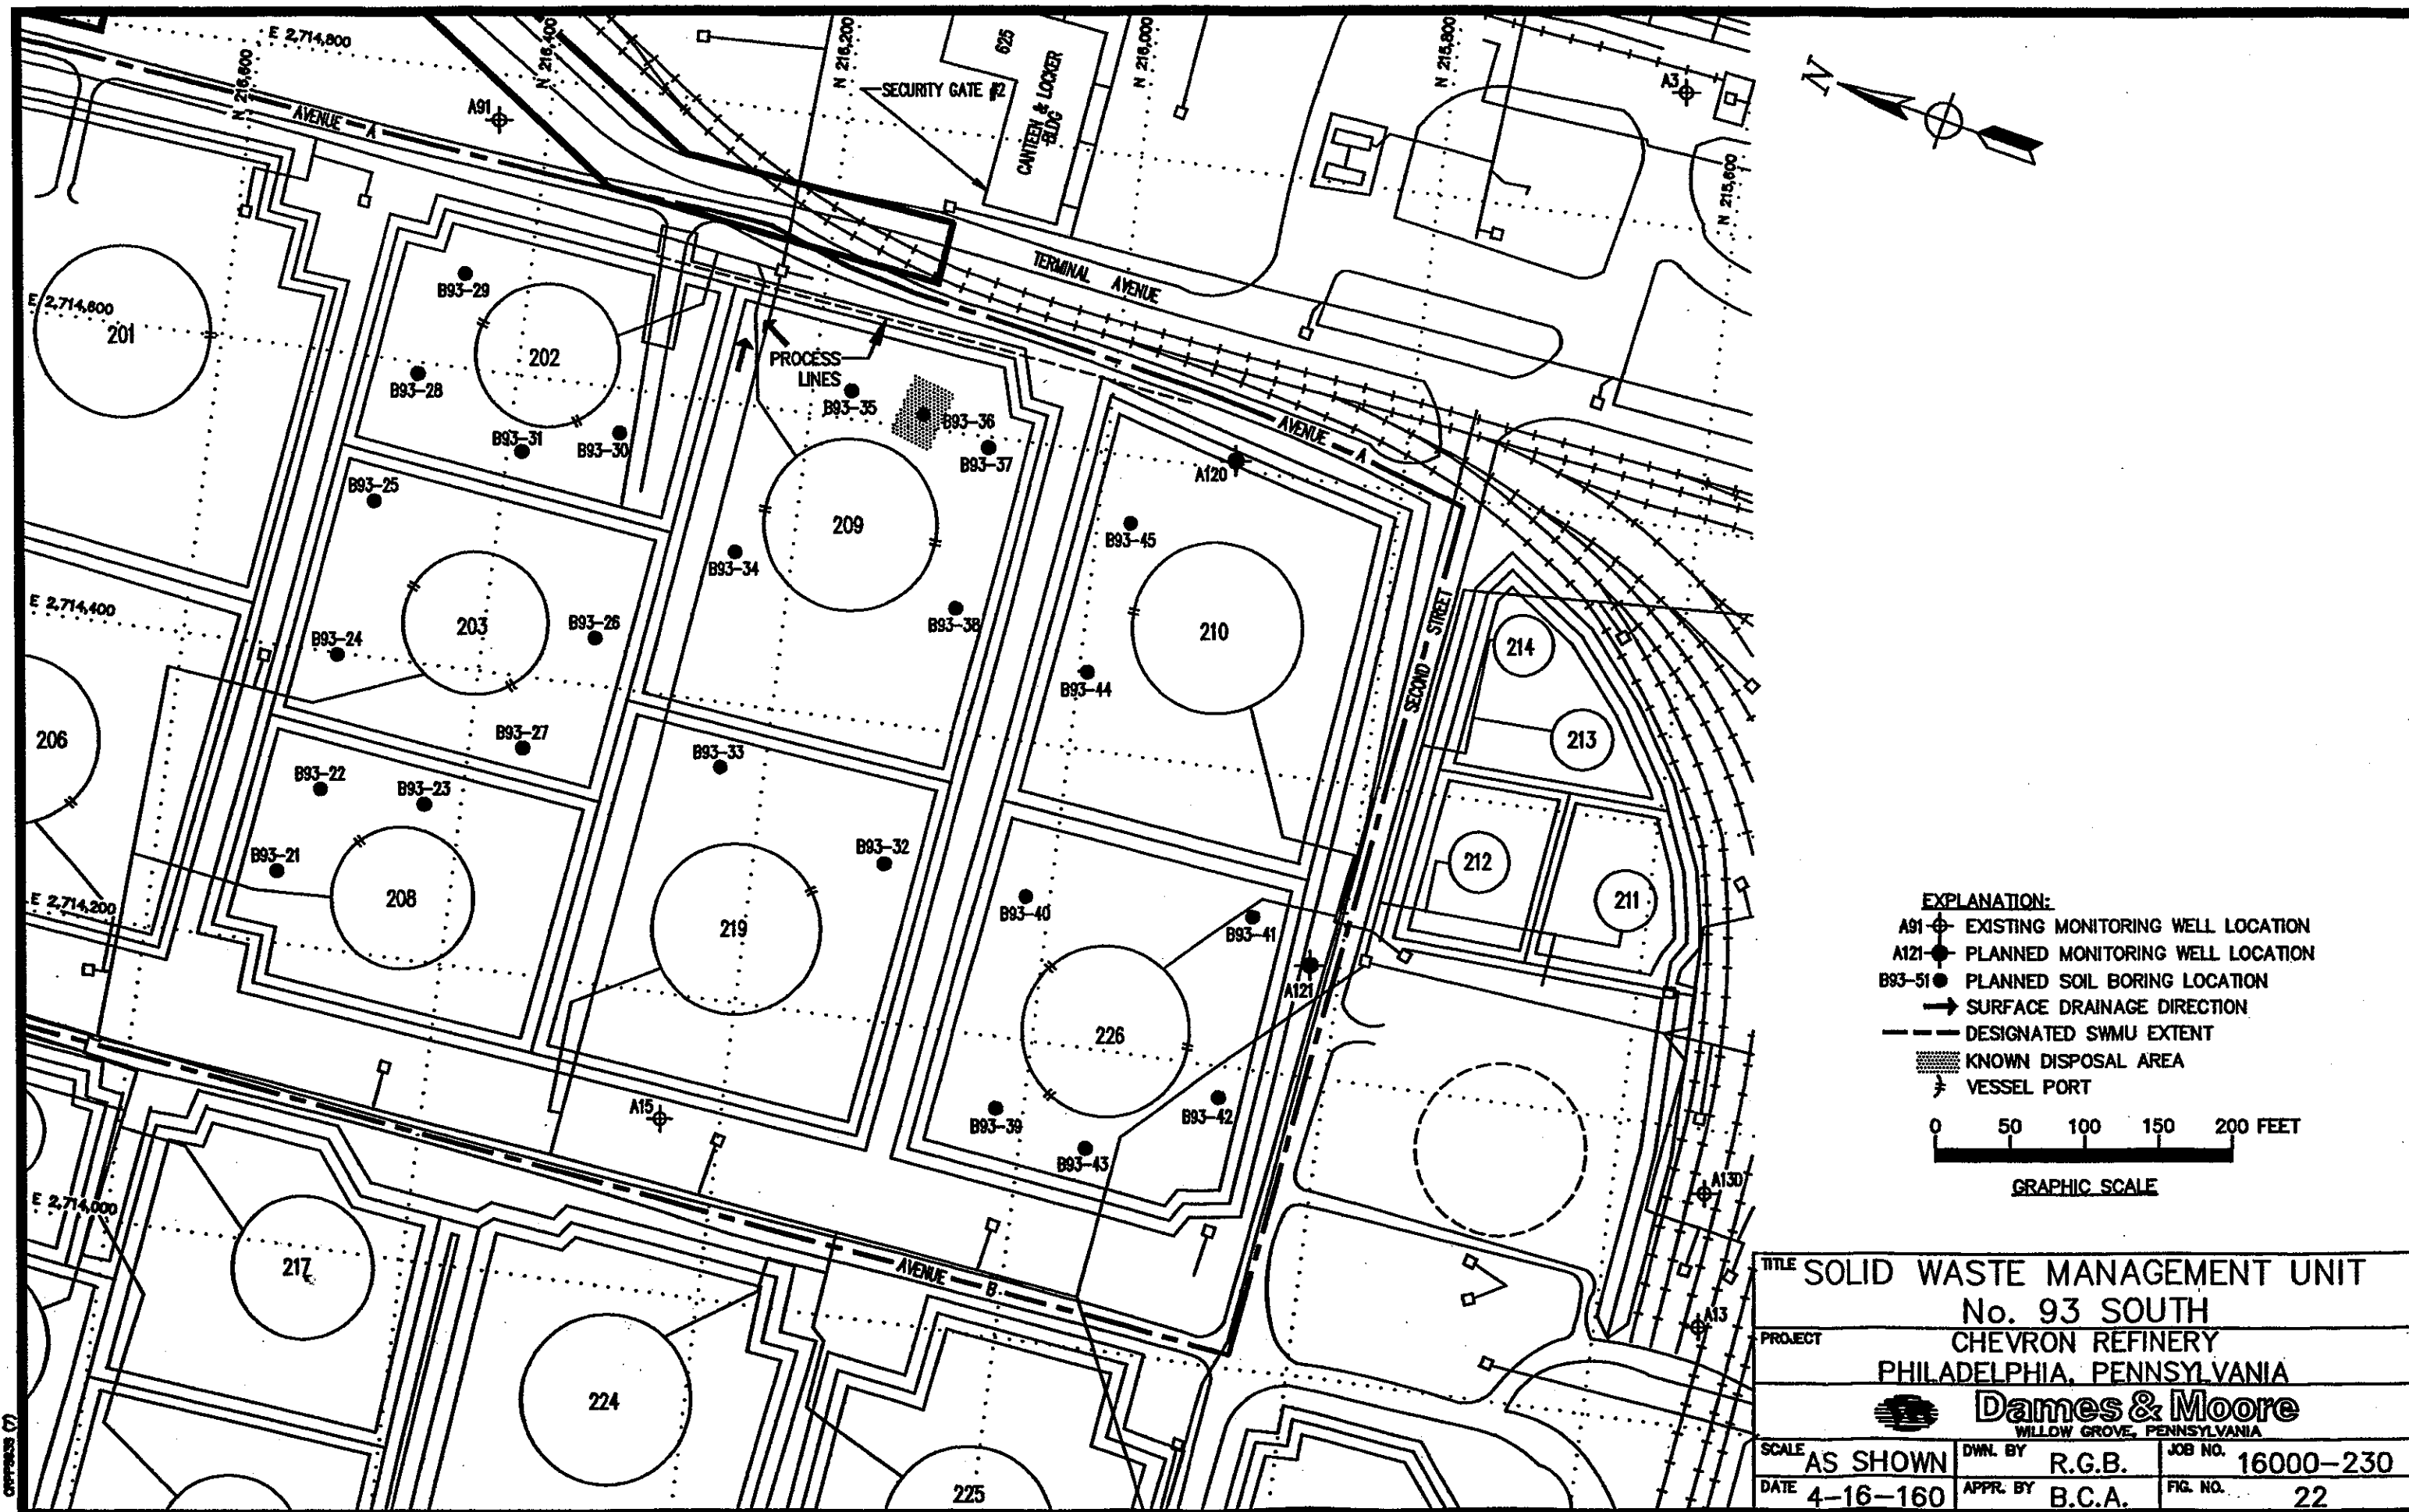 E 2,714,800
N 216,600
N 216,400
N 216,200
N 216,000
N 215,800
N 215,600
625
CANTEEN & LOCKER
BLDG
SECURITY GATE #2
A91
A3
N
AVENUE A
TERMINAL AVENUE
E 2,714,600
201
B93-29
202
B93-28
B93-31
B93-30
PROCESS
LINES
B93-35
B93-36
B93-37
AVENUE A
A120
B93-25
209
B93-34
B93-45
B93-38
210
B93-44
SECOND STREET
214
213
212
211
E 2,714,400
B93-24
203
B93-26
B93-27
206
B93-22
B93-23
B93-33
B93-21
208
B93-32
219
B93-40
B93-41
A121
226
E 2,714,200
B93-39
B93-42
B93-43
A15
E 2,714,000
217
AVENUE B
224
225
A13D
A13
EXPLANATION:
A91 EXISTING MONITORING WELL LOCATION
A121 PLANNED MONITORING WELL LOCATION
B93-51 PLANNED SOIL BORING LOCATION
SURFACE DRAINAGE DIRECTION
DESIGNATED SWMU EXTENT
KNOWN DISPOSAL AREA
VESSEL PORT
0 50 100 150 200 FEET
GRAPHIC SCALE
TITLE SOLID WASTE MANAGEMENT UNIT
No. 93 SOUTH
PROJECT CHEVRON REFINERY
PHILADELPHIA, PENNSYLVANIA
Dames & Moore
WILLOW GROVE, PENNSYLVANIA
SCALE AS SHOWN DWN. BY R.G.B. JOB NO. 16000-230
DATE 4-16-160 APPR. BY B.C.A. FIG. NO. 22